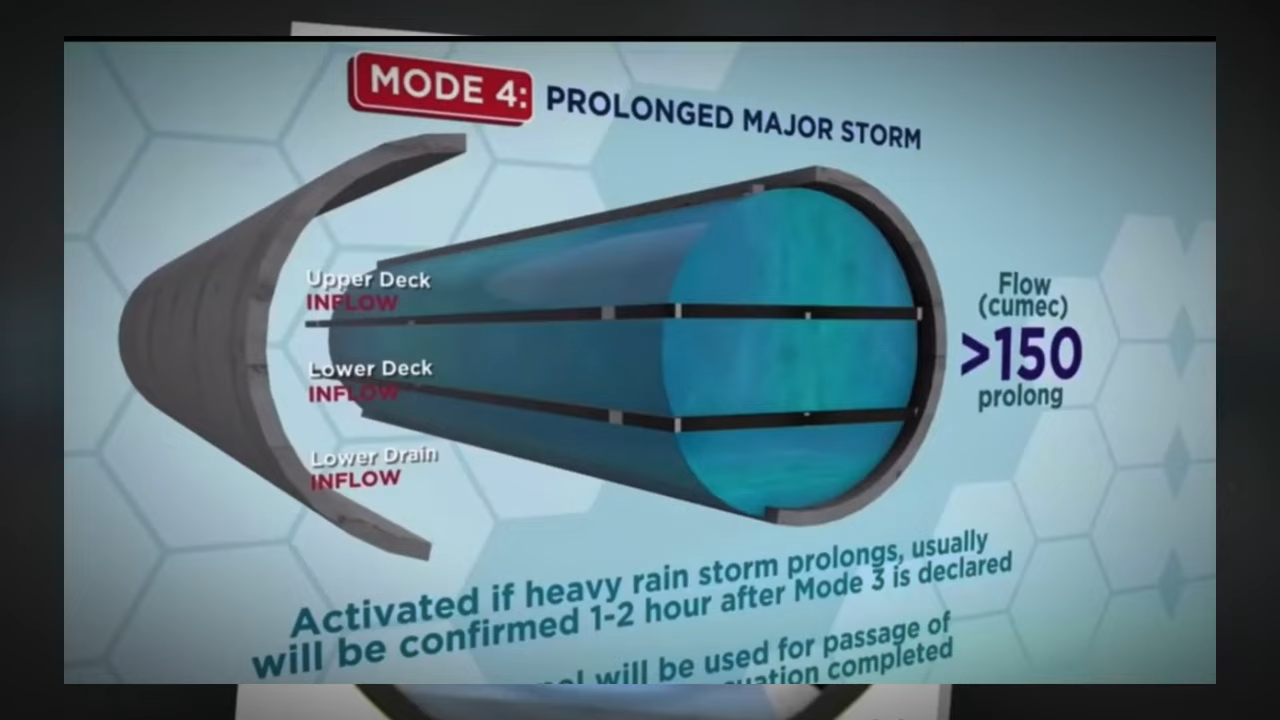 MODE 4: PROLONGED MAJOR STORM
Upper Deck
INFLOW
Lower Deck
INFLOW
Lower Drain
INFLOW
Flow
(cumec)
>150
prolong
Activated if heavy rain storm prolongs, usually
will be confirmed 1-2 hour after Mode 3 is declared
will be used for passage of
completed